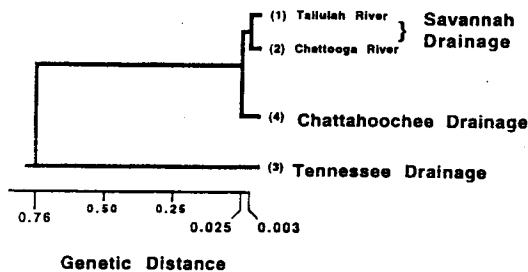 (1) Tallulah River
(2) Chattooga River
} Savannah Drainage
(4) Chattahoochee Drainage
(3) Tennessee Drainage
0.76 0.50 0.25 0.025 0.003
Genetic Distance